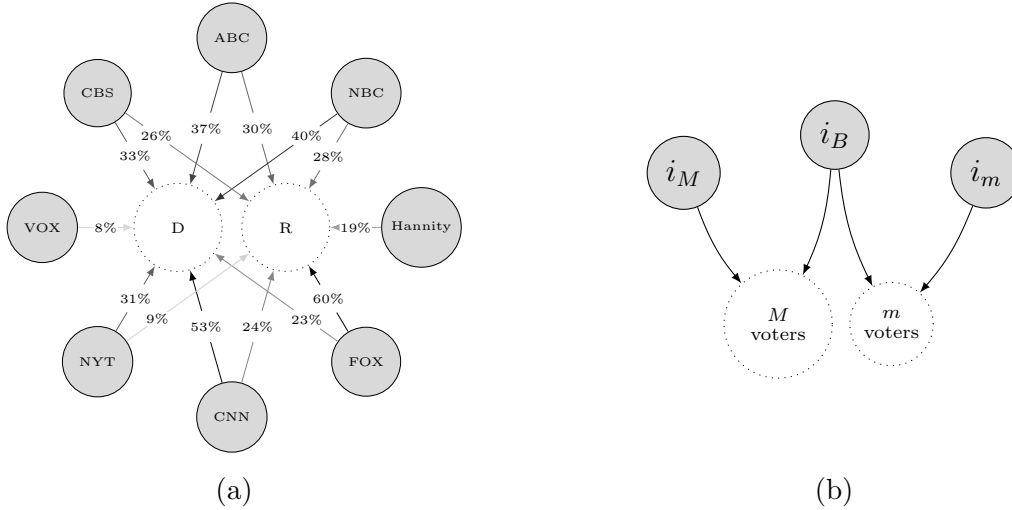 ABC
CBS
NBC
26%
37%
30%
40%
33%
28%
VOX
8%
D
R
19%
Hannity
31%
9%
53%
24%
23%
60%
NYT
CNN
FOX
(a)
i_M
i_B
i_m
M
voters
m
voters
(b)